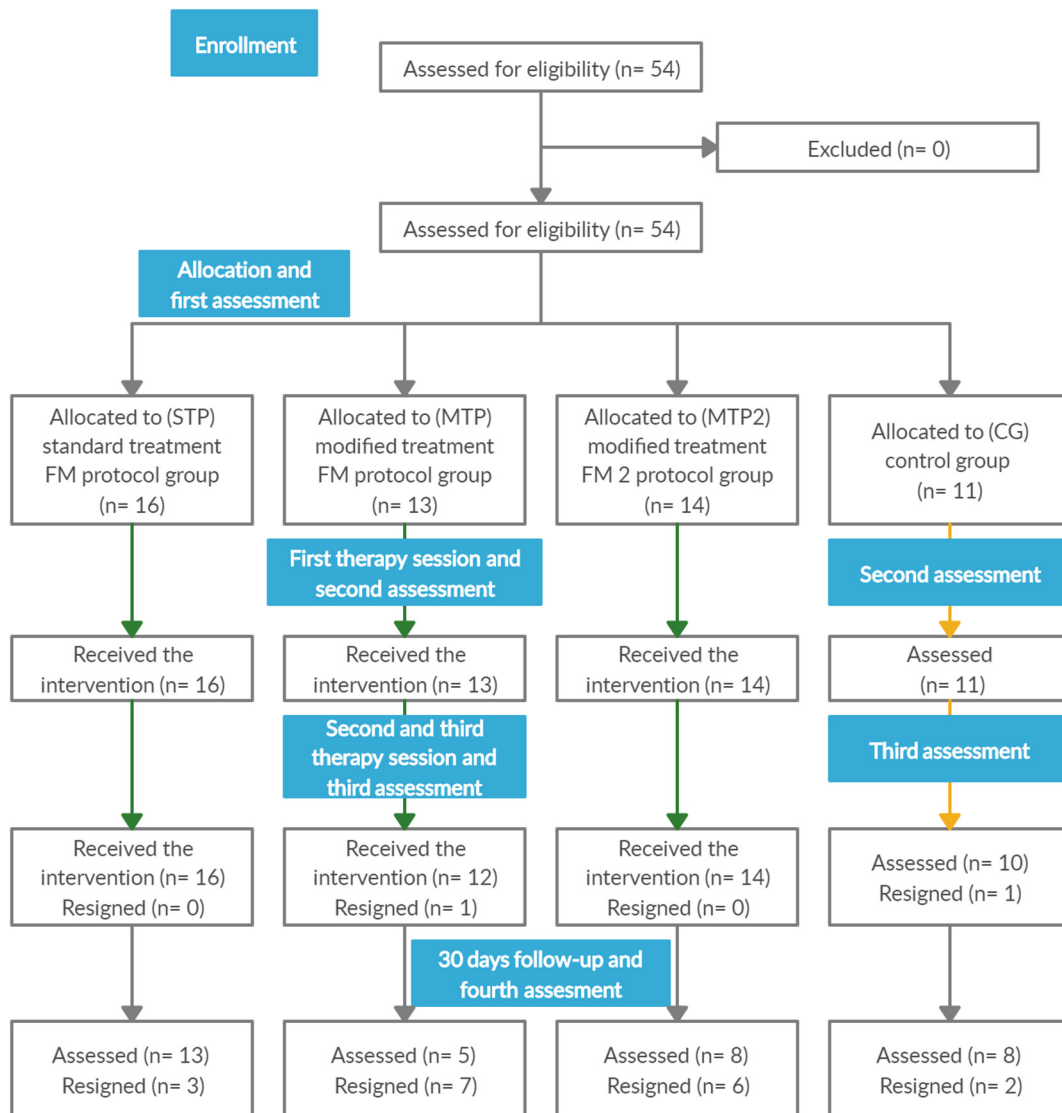 Enrollment
Assessed for eligibility (n= 54)
Excluded (n= 0)
Assessed for eligibility (n= 54)
Allocation and
first assessment
Allocated to (STP)
standard treatment
FM protocol group
(n= 16)
Allocated to (MTP)
modified treatment
FM protocol group
(n= 13)
Allocated to (MTP2)
modified treatment
FM 2 protocol group
(n= 14)
Allocated to (CG)
control group
(n= 11)
First therapy session and
second assessment
Second assessment
Received the
intervention (n= 16)
Received the
intervention (n= 13)
Received the
intervention (n= 14)
Assessed
(n= 11)
Second and third
therapy session and
third assessment
Third assessment
Received the
intervention (n= 16)
Resigned (n= 0)
Received the
intervention (n= 12)
Resigned (n= 1)
Received the
intervention (n= 14)
Resigned (n= 0)
Assessed (n= 10)
Resigned (n= 1)
30 days follow-up and
fourth assesment
Assessed (n= 13)
Resigned (n= 3)
Assessed (n= 5)
Resigned (n= 7)
Assessed (n= 8)
Resigned (n= 6)
Assessed (n= 8)
Resigned (n= 2)